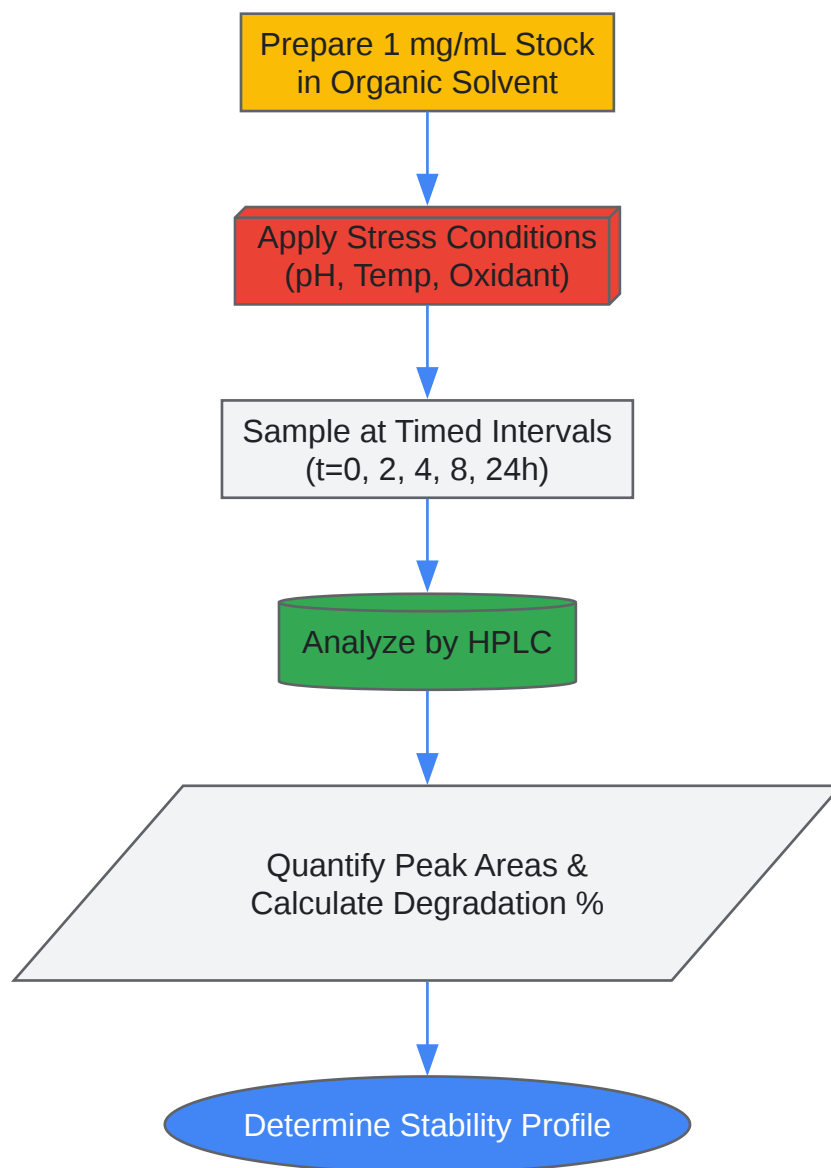 Prepare 1 mg/mL Stock
in Organic Solvent
Apply Stress Conditions
(pH, Temp, Oxidant)
Sample at Timed Intervals
(t=0, 2, 4, 8, 24h)
Analyze by HPLC
Quantify Peak Areas &
Calculate Degradation %
Determine Stability Profile